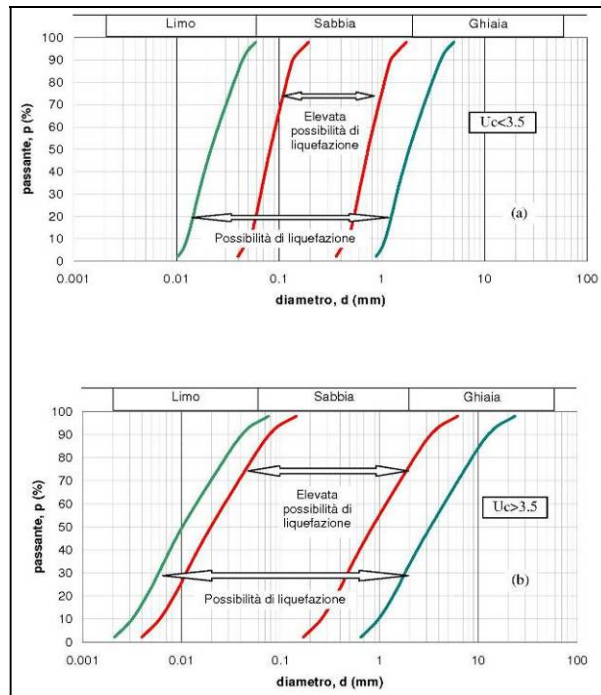 Limo Sabbia Ghiaia
100
90
80
70
60
50
40
30
20
10
0
passante, p (%)
Elevata
possibilità di
liquefazione
Uc<3.5
(a)
Possibilità di liquefazione
0.001 0.01 0.1 1 10 100
diametro, d (mm)
Limo Sabbia Ghiaia
100
90
80
70
60
50
40
30
20
10
0
passante, p (%)
Elevata
possibilità di
liquefazione
Uc>3.5
(b)
Possibilità di liquefazione
0.001 0.01 0.1 1 10 100
diametro, d (mm)